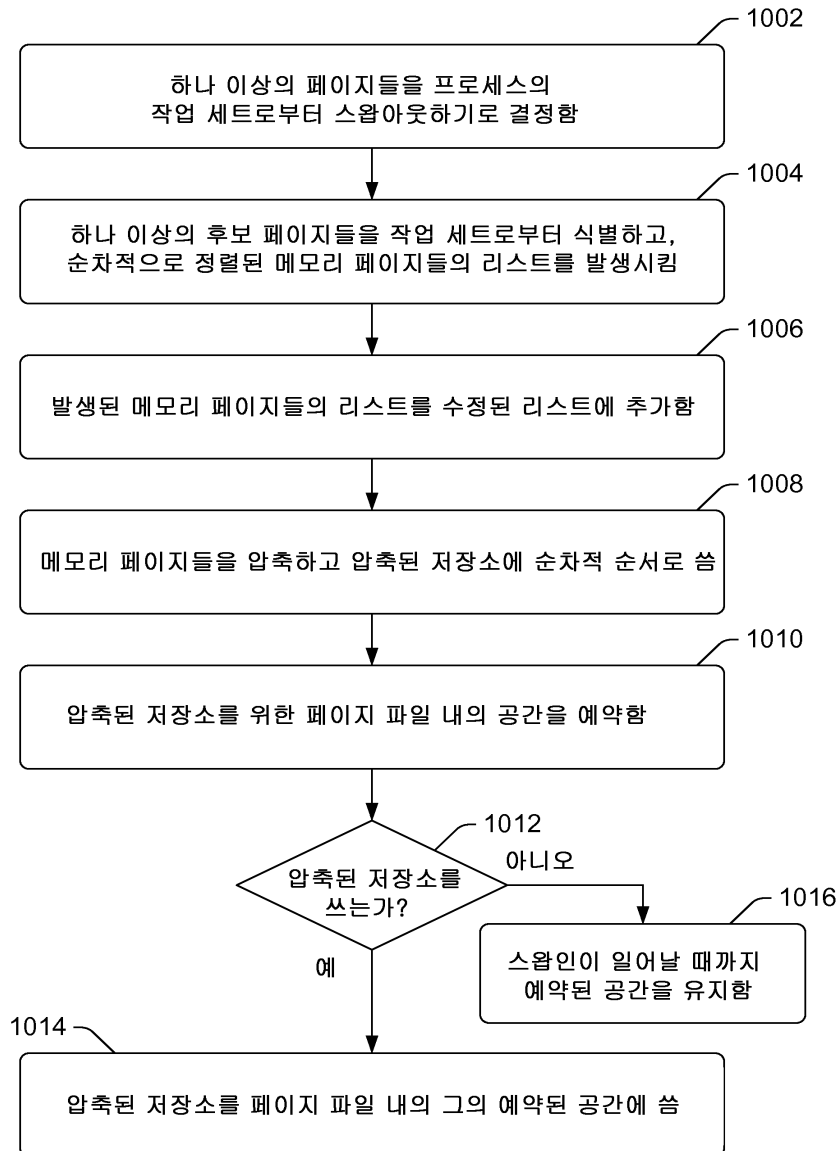 1002
하나 이상의 페이지들을 프로세스의
작업 세트로부터 스왑아웃하기로 결정함
1004
하나 이상의 후보 페이지들을 작업 세트로부터 식별하고,
순차적으로 정렬된 메모리 페이지들의 리스트를 발생시킴
1006
발생된 메모리 페이지들의 리스트를 수정된 리스트에 추가함
1008
메모리 페이지들을 압축하고 압축된 저장소에 순차적 순서로 씀
1010
압축된 저장소를 위한 페이지 파일 내의 공간을 예약함
1012
압축된 저장소를
쓰는가?
아니오
예
1016
스왑인이 일어날 때까지
예약된 공간을 유지함
1014
압축된 저장소를 페이지 파일 내의 그의 예약된 공간에 씀